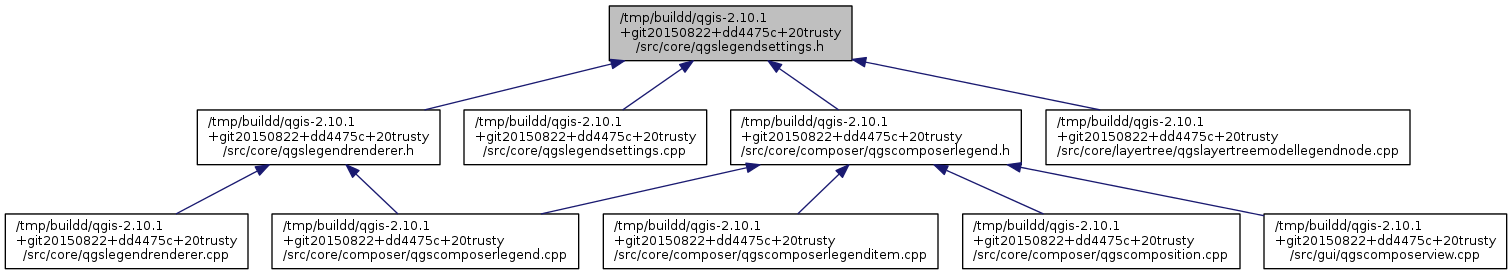 /tmp/buildd/qgis-2.10.1
+git20150822+dd4475c+20trusty
/src/core/qgslegendsettings.h
/tmp/buildd/qgis-2.10.1
+git20150822+dd4475c+20trusty
/src/core/qgslegendrenderer.h
/tmp/buildd/qgis-2.10.1
+git20150822+dd4475c+20trusty
/src/core/qgslegendsettings.cpp
/tmp/buildd/qgis-2.10.1
+git20150822+dd4475c+20trusty
/src/core/composer/qgscomposerlegend.h
/tmp/buildd/qgis-2.10.1
+git20150822+dd4475c+20trusty
/src/core/layertree/qgslayertreemodellegendnode.cpp
/tmp/buildd/qgis-2.10.1
+git20150822+dd4475c+20trusty
/src/core/qgslegendrenderer.cpp
/tmp/buildd/qgis-2.10.1
+git20150822+dd4475c+20trusty
/src/core/composer/qgscomposerlegend.cpp
/tmp/buildd/qgis-2.10.1
+git20150822+dd4475c+20trusty
/src/core/composer/qgscomposerlegenditem.cpp
/tmp/buildd/qgis-2.10.1
+git20150822+dd4475c+20trusty
/src/core/composer/qgscomposition.cpp
/tmp/buildd/qgis-2.10.1
+git20150822+dd4475c+20trusty
/src/gui/qgscomposerview.cpp